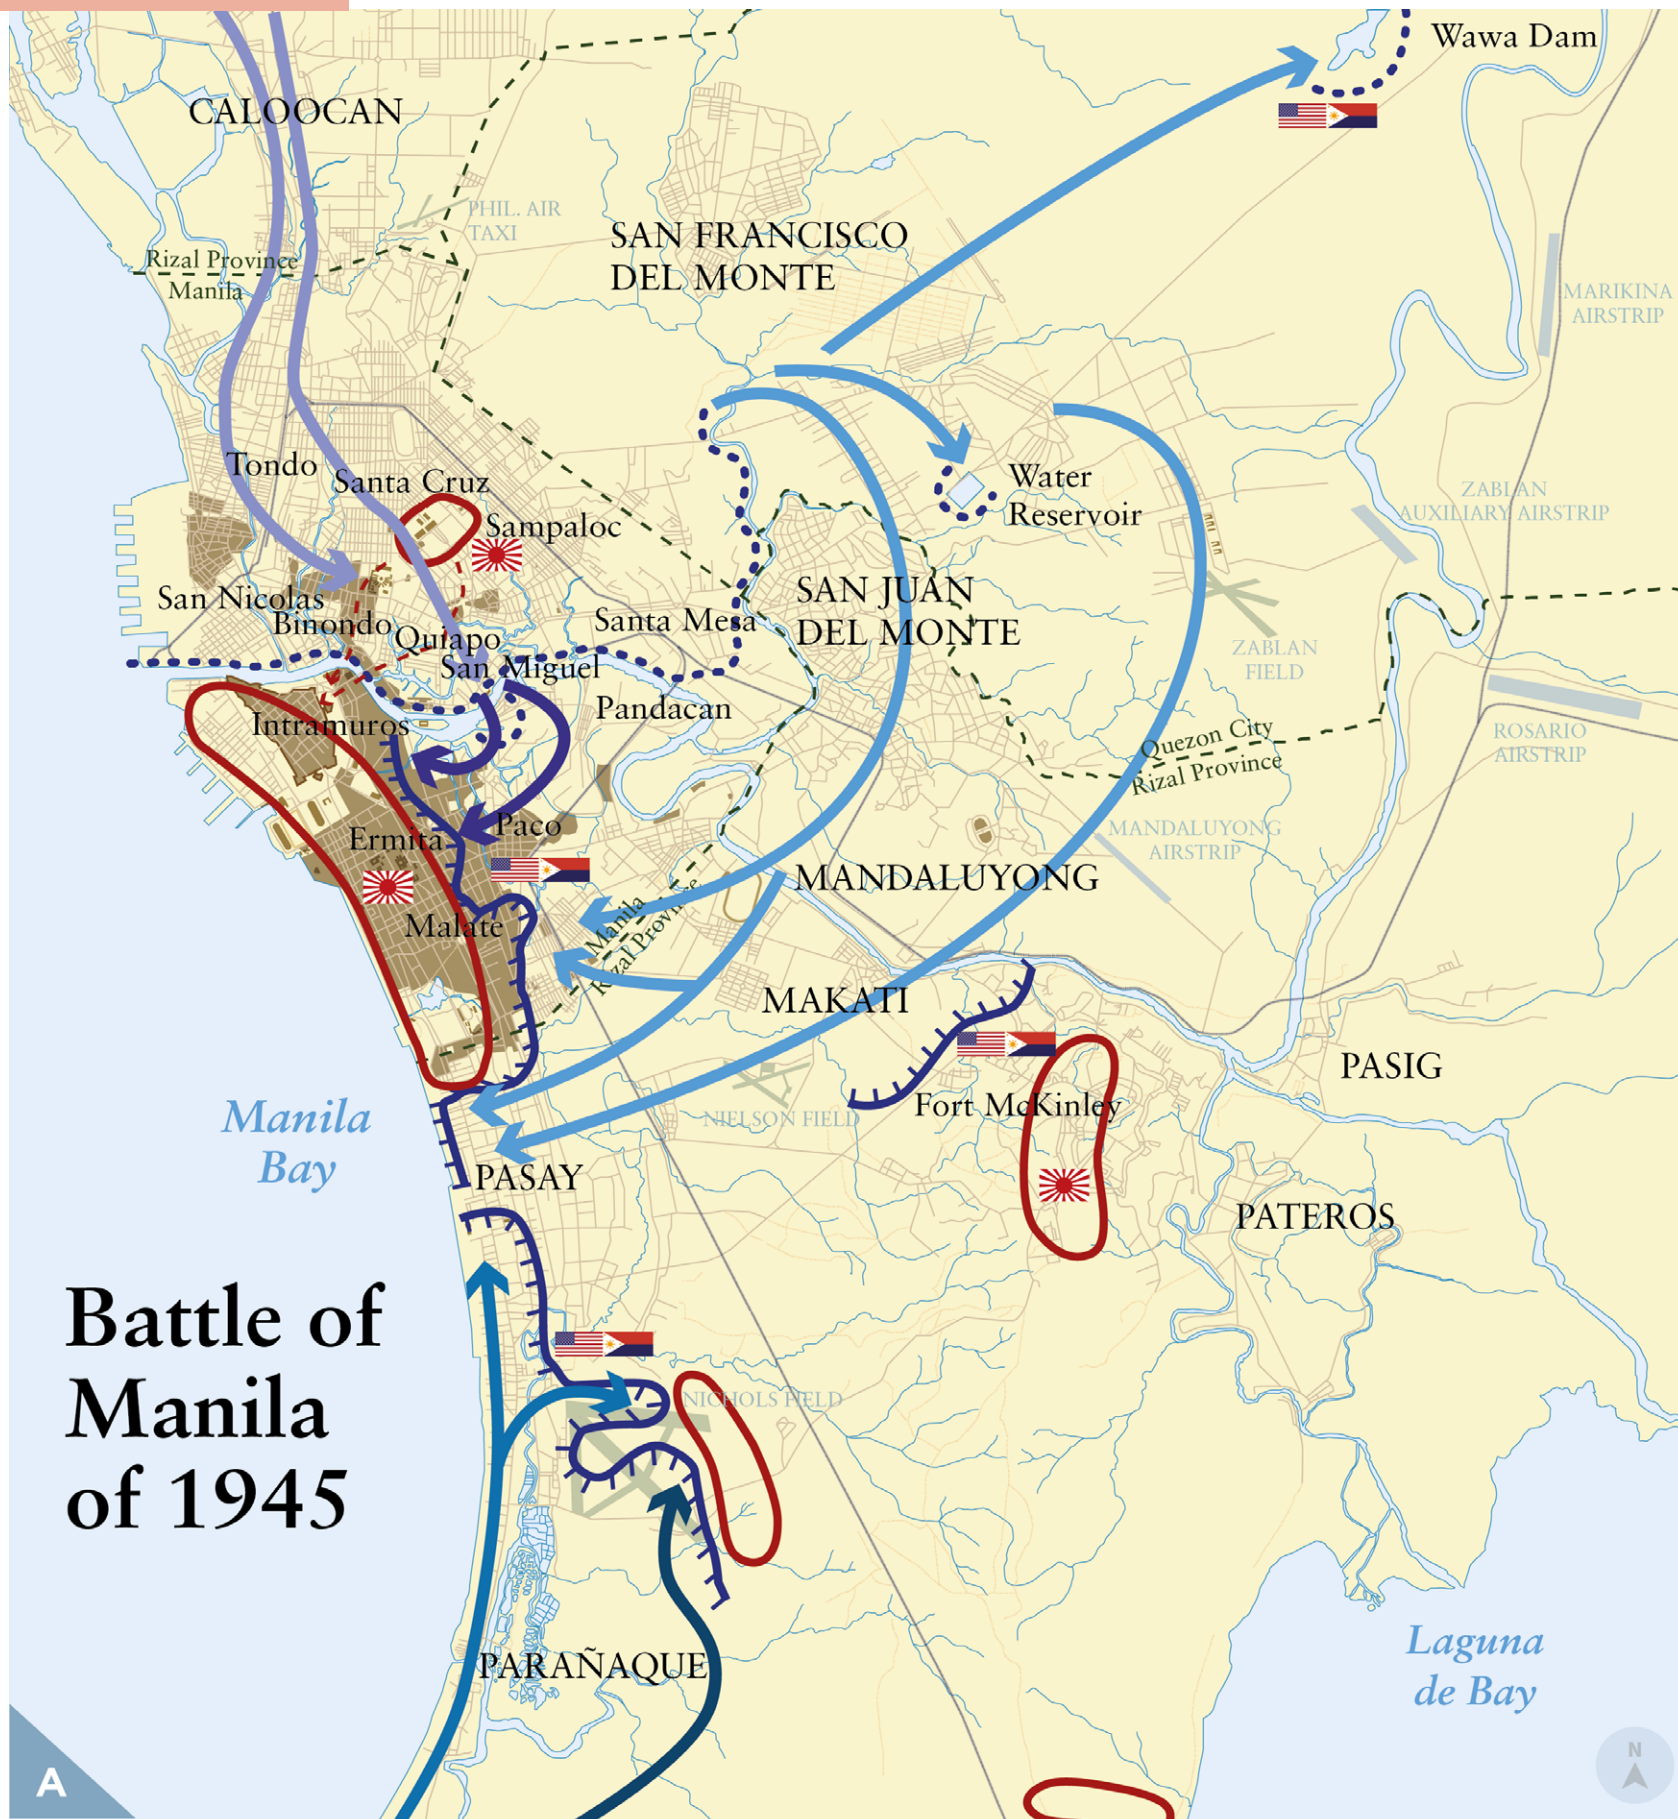 Wawa Dam
CALOOCAN
PHIL. AIR
TAXI
SAN FRANCISCO
DEL MONTE
Rizal Province
Manila
MARIKINA
AIRSTRIP
Tondo
Santa Cruz
Sampaloc
Water
Reservoir
ZABLAN
AUXILIARY AIRSTRIP
San Nicolas
Binondo
Quiapo
San Miguel
Santa Mesa
SAN JUAN
DEL MONTE
ZABLAN
FIELD
Intramuros
Pandacan
Quezon City
Rizal Province
ROSARIO
AIRSTRIP
Ermita
Paco
MANDALUYONG
AIRSTRIP
MANDALUYONG
Malate
Manila
Rizal Province
MAKATI
PASIG
Manila
Bay
NIELSON FIELD
Fort McKinley
PASAY
PATEROS
Battle of
Manila
of 1945
NICHOLS FIELD
PARAÑAQUE
Laguna
de Bay
N
A